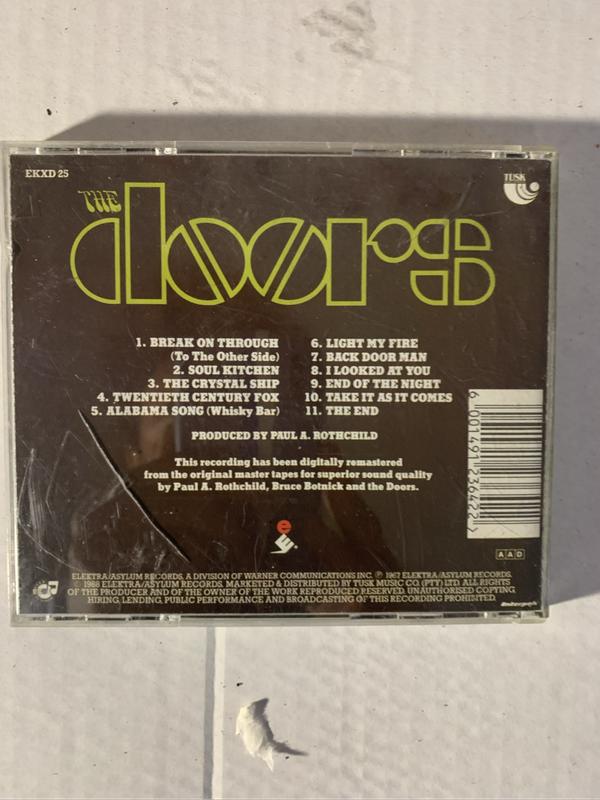 EKXD 25
TUSK
THE
doors
1. BREAK ON THROUGH
(To The Other Side)
2. SOUL KITCHEN
3. THE CRYSTAL SHIP
4. TWENTIETH CENTURY FOX
5. ALABAMA SONG (Whisky Bar)
6. LIGHT MY FIRE
7. BACK DOOR MAN
8. I LOOKED AT YOU
9. END OF THE NIGHT
10. TAKE IT AS IT COMES
11. THE END
PRODUCED BY PAUL A. ROTHCHILD
This recording has been digitally remastered
from the original master tapes for superior sound quality
by Paul A. Rothchild, Bruce Botnick and the Doors.
6 001491 236422
e
AAD
ELEKTRA/ASYLUM RECORDS, A DIVISION OF WARNER COMMUNICATIONS INC. ℗ 1967 ELEKTRA/ASYLUM RECORDS.
© 1988 ELEKTRA/ASYLUM RECORDS. MARKETED & DISTRIBUTED BY TUSK MUSIC CO. (PTY) LTD. ALL RIGHTS
OF THE PRODUCER AND OF THE OWNER OF THE WORK REPRODUCED RESERVED. UNAUTHORISED COPYING,
HIRING, LENDING, PUBLIC PERFORMANCE AND BROADCASTING OF THIS RECORDING PROHIBITED.